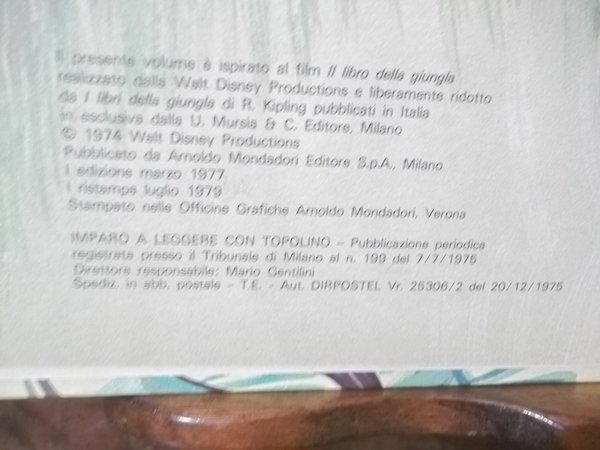 Il presente volume è ispirato al film Il libro della giungla
realizzato dalla Walt Disney Productions e liberamente ridotto
da I libri della giungla di R. Kipling pubblicati in Italia
in esclusiva dalla U. Mursia & C. Editore, Milano
© 1974 Walt Disney Productions
Pubblicato da Arnoldo Mondadori Editore S.p.A., Milano
I edizione marzo 1977
I ristampa luglio 1979
Stampato nelle Officine Grafiche Arnoldo Mondadori, Verona
IMPARO A LEGGERE CON TOPOLINO – Pubblicazione periodica
registrata presso il Tribunale di Milano al n. 199 del 7/7/1975
Direttore responsabile: Mario Gentilini
Spediz. in abb. postale - T.E. - Aut. DIRPOSTEL Vr. 25306/2 del 20/12/1975